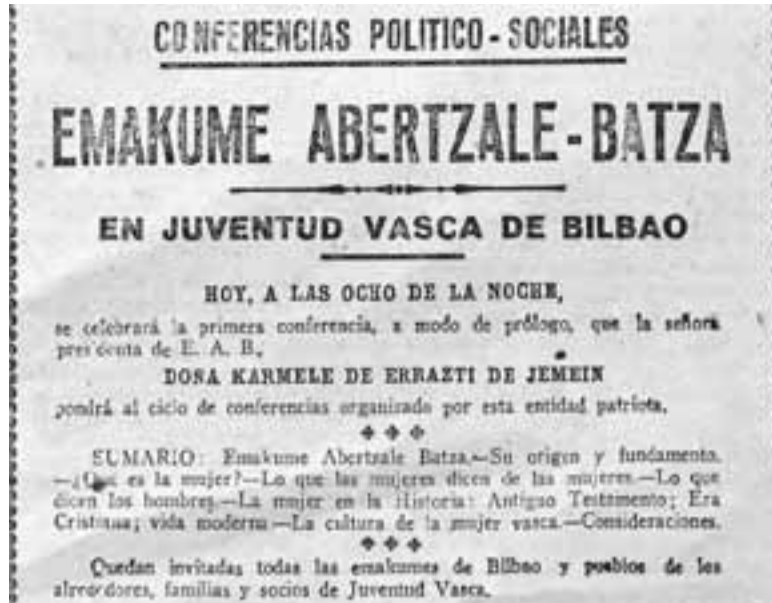 CONFERENCIAS POLITICO-SOCIALES
EMAKUME ABERTZALE-BATZA
EN JUVENTUD VASCA DE BILBAO
HOY, A LAS OCHO DE LA NOCHE,
se celebrará la primera conferencia, a modo de prólogo, que la señora
presidenta de E. A. B.,
DOÑA KARMELE DE ERRAZTI DE JEMEIN
pondrá al ciclo de conferencias organizado por esta entidad patriota.
SUMARIO: Emakume Abertzale Batza.—Su origen y fundamento.
—¿Qué es la mujer?—Lo que las mujeres dicen de las mujeres.—Lo que
dicen los hombres.—La mujer en la Historia: Antiguo Testamento; Era
Cristiana; vida moderna.—La cultura de la mujer vasca.—Consideraciones.
Quedan invitadas todas las emakumes de Bilbao y pueblos de los
alrededores, familias y socios de Juventud Vasca.